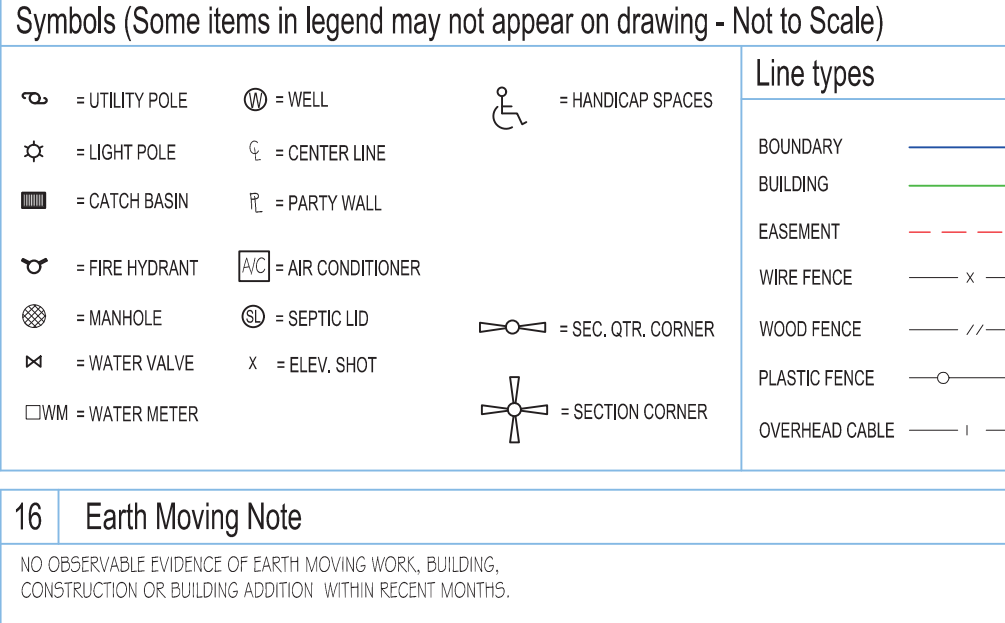 Symbols (Some items in legend may not appear on drawing - Not to Scale)
= UTILITY POLE
= LIGHT POLE
= CATCH BASIN
= FIRE HYDRANT
= MANHOLE
= WATER VALVE
WM = WATER METER
W = WELL
CL = CENTER LINE
PL = PARTY WALL
A/C = AIR CONDITIONER
SL = SEPTIC LID
X = ELEV. SHOT
= HANDICAP SPACES
= SEC. QTR. CORNER
= SECTION CORNER
Line types
BOUNDARY
BUILDING
EASEMENT
WIRE FENCE X
WOOD FENCE //
PLASTIC FENCE
OVERHEAD CABLE I
16 Earth Moving Note
NO OBSERVABLE EVIDENCE OF EARTH MOVING WORK, BUILDING,
CONSTRUCTION OR BUILDING ADDITION WITHIN RECENT MONTHS.